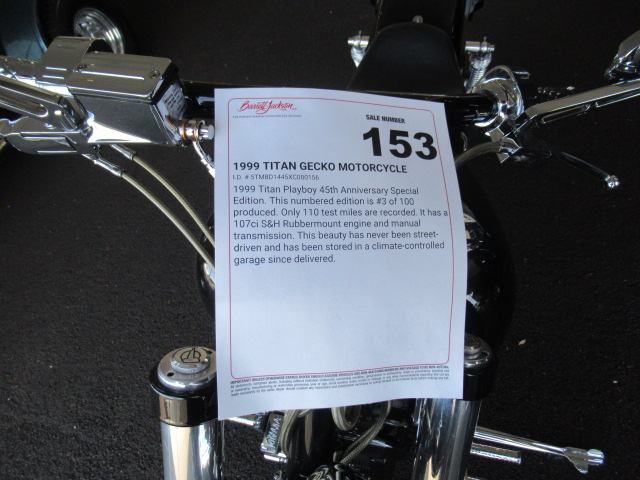 Barrett-Jackson
SALE NUMBER
153
1999 TITAN GECKO MOTORCYCLE
I.D. # 5TMBD1445XC000156
1999 Titan Playboy 45th Anniversary Special
Edition. This numbered edition is #3 of 100
produced. Only 110 test miles are recorded. It has a
107ci S&H Rubbermount engine and manual
transmission. This beauty has never been street-
driven and has been stored in a climate-controlled
garage since delivered.